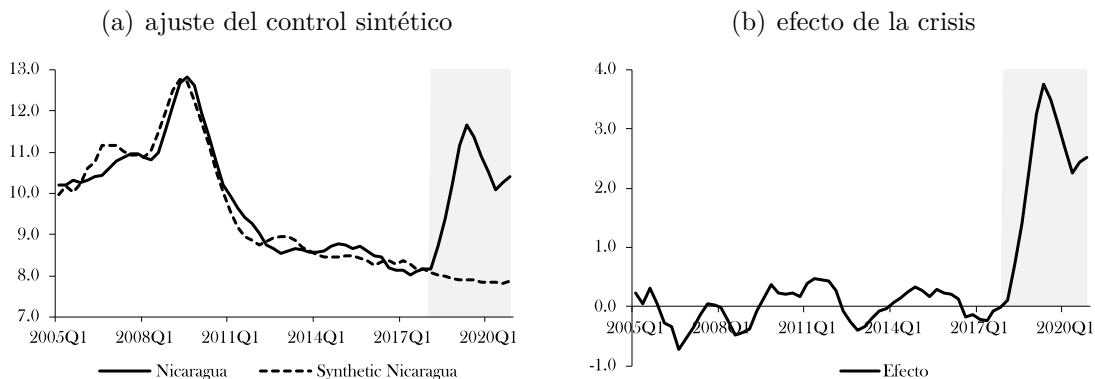 (a) ajuste del control sintético
13.0
12.0
11.0
10.0
9.0
8.0
7.0
2005Q1 2008Q1 2011Q1 2014Q1 2017Q1 2020Q1
Nicaragua Synthetic Nicaragua
(b) efecto de la crisis
4.0
3.0
2.0
1.0
0.0
-1.0
2005Q1 2008Q1 2011Q1 2014Q1 2017Q1 2020Q1
Efecto